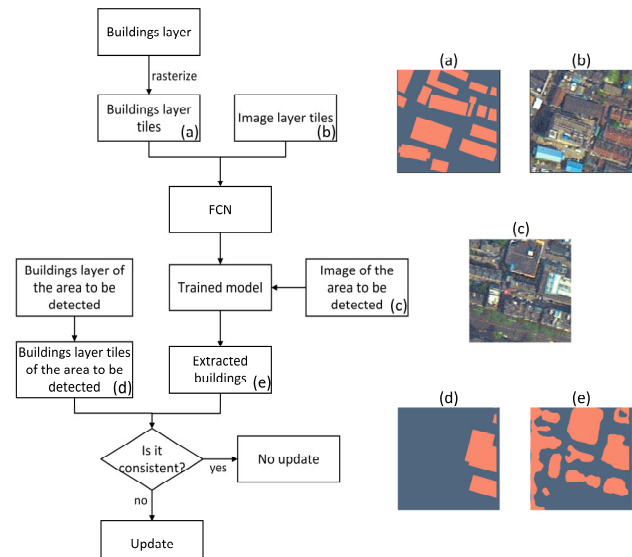 Buildings layer
rasterize
Buildings layer
tiles
(a)
Image layer tiles
(b)
FCN
Buildings layer of
the area to be
detected
Trained model
Image of the
area to be
detected
(c)
Buildings layer tiles
of the area to be
detected
(d)
Extracted
buildings
(e)
Is it
consistent?
yes
No update
no
Update
(a)
(b)
(c)
(d)
(e)